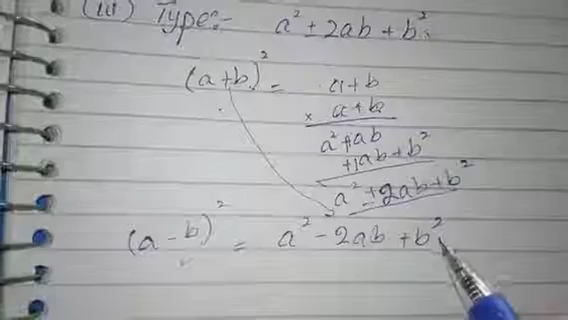 (iii) Type:- a² ± 2ab + b²:
(a+b)² = a+b
× a+b
a²+ab
+ab+b²
a²+2ab+b²
(a-b)² = a²-2ab+b²